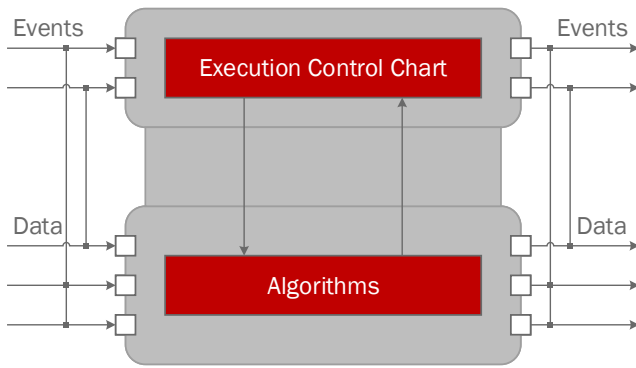 Events
Events
Execution Control Chart
Data
Data
Algorithms